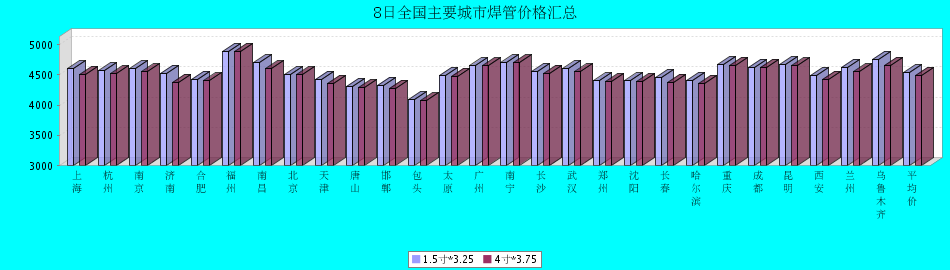 8日全国主要城市焊管价格汇总
5000
4500
4000
3500
3000
上海
杭州
南京
济南
合肥
福州
南昌
北京
天津
唐山
邯郸
包头
太原
广州
南宁
长沙
武汉
郑州
沈阳
长春
哈尔滨
重庆
成都
昆明
西安
兰州
乌鲁木齐
平均价
1.5寸*3.25
4寸*3.75